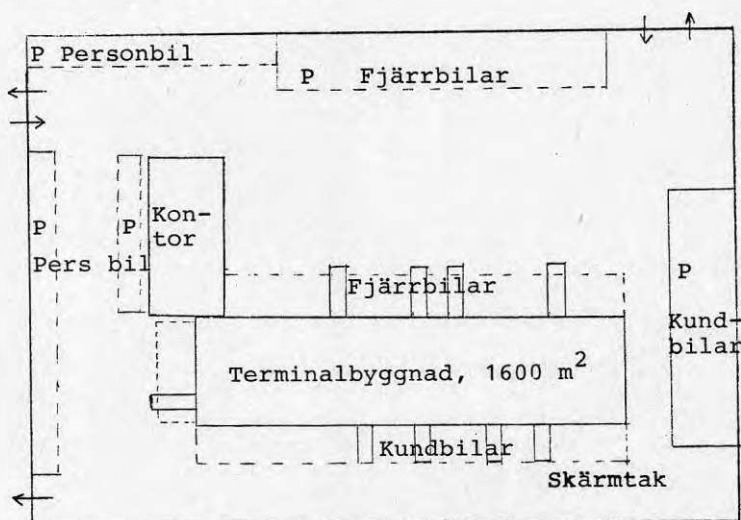 P Personbil
P Fjärrbilar
P
P
Kon-
tor
Pers bil
P
Fjärrbilar
Kund-
bilar
Terminalbyggnad, 1600 m²
Kundbilar
Skärmtak